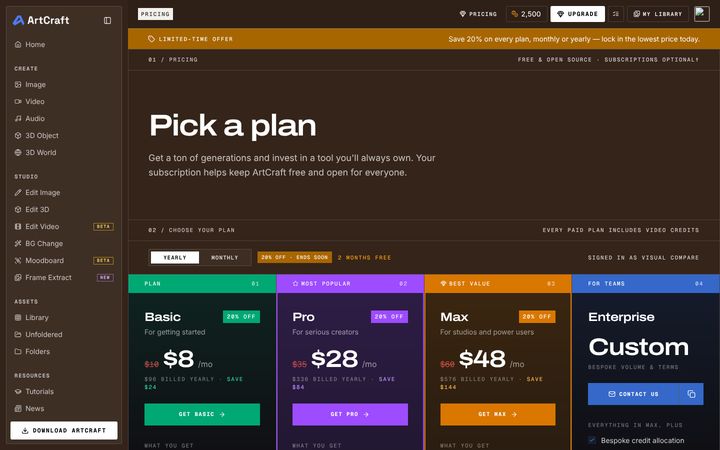 ArtCraft
Home
CREATE
Image
Video
Audio
3D Object
3D World
STUDIO
Edit Image
Edit 3D
Edit Video BETA
BG Change
Moodboard BETA
Frame Extract NEW
ASSETS
Library
Unfoldered
Folders
RESOURCES
Tutorials
News
DOWNLOAD ARTCRAFT
PRICING
PRICING 2,500 UPGRADE MY LIBRARY
LIMITED-TIME OFFER Save 20% on every plan, monthly or yearly — lock in the lowest price today.
01 / PRICING FREE & OPEN SOURCE · SUBSCRIPTIONS OPTIONAL!
Pick a plan
Get a ton of generations and invest in a tool you'll always own. Your
subscription helps keep ArtCraft free and open for everyone.
02 / CHOOSE YOUR PLAN EVERY PAID PLAN INCLUDES VIDEO CREDITS
YEARLY MONTHLY 20% OFF · ENDS SOON 2 MONTHS FREE SIGNED IN AS VISUAL COMPARE
PLAN 01
Basic 20% OFF
For getting started
$10 $8 /mo
$96 BILLED YEARLY · SAVE
$24
GET BASIC →
WHAT YOU GET
MOST POPULAR 02
Pro 20% OFF
For serious creators
$35 $28 /mo
$336 BILLED YEARLY · SAVE
$84
GET PRO →
WHAT YOU GET
BEST VALUE 03
Max 20% OFF
For studios and power users
$60 $48 /mo
$576 BILLED YEARLY · SAVE
$144
GET MAX →
WHAT YOU GET
FOR TEAMS 04
Enterprise
Custom
BESPOKE VOLUME & TERMS
CONTACT US
EVERYTHING IN MAX, PLUS
Bespoke credit allocation